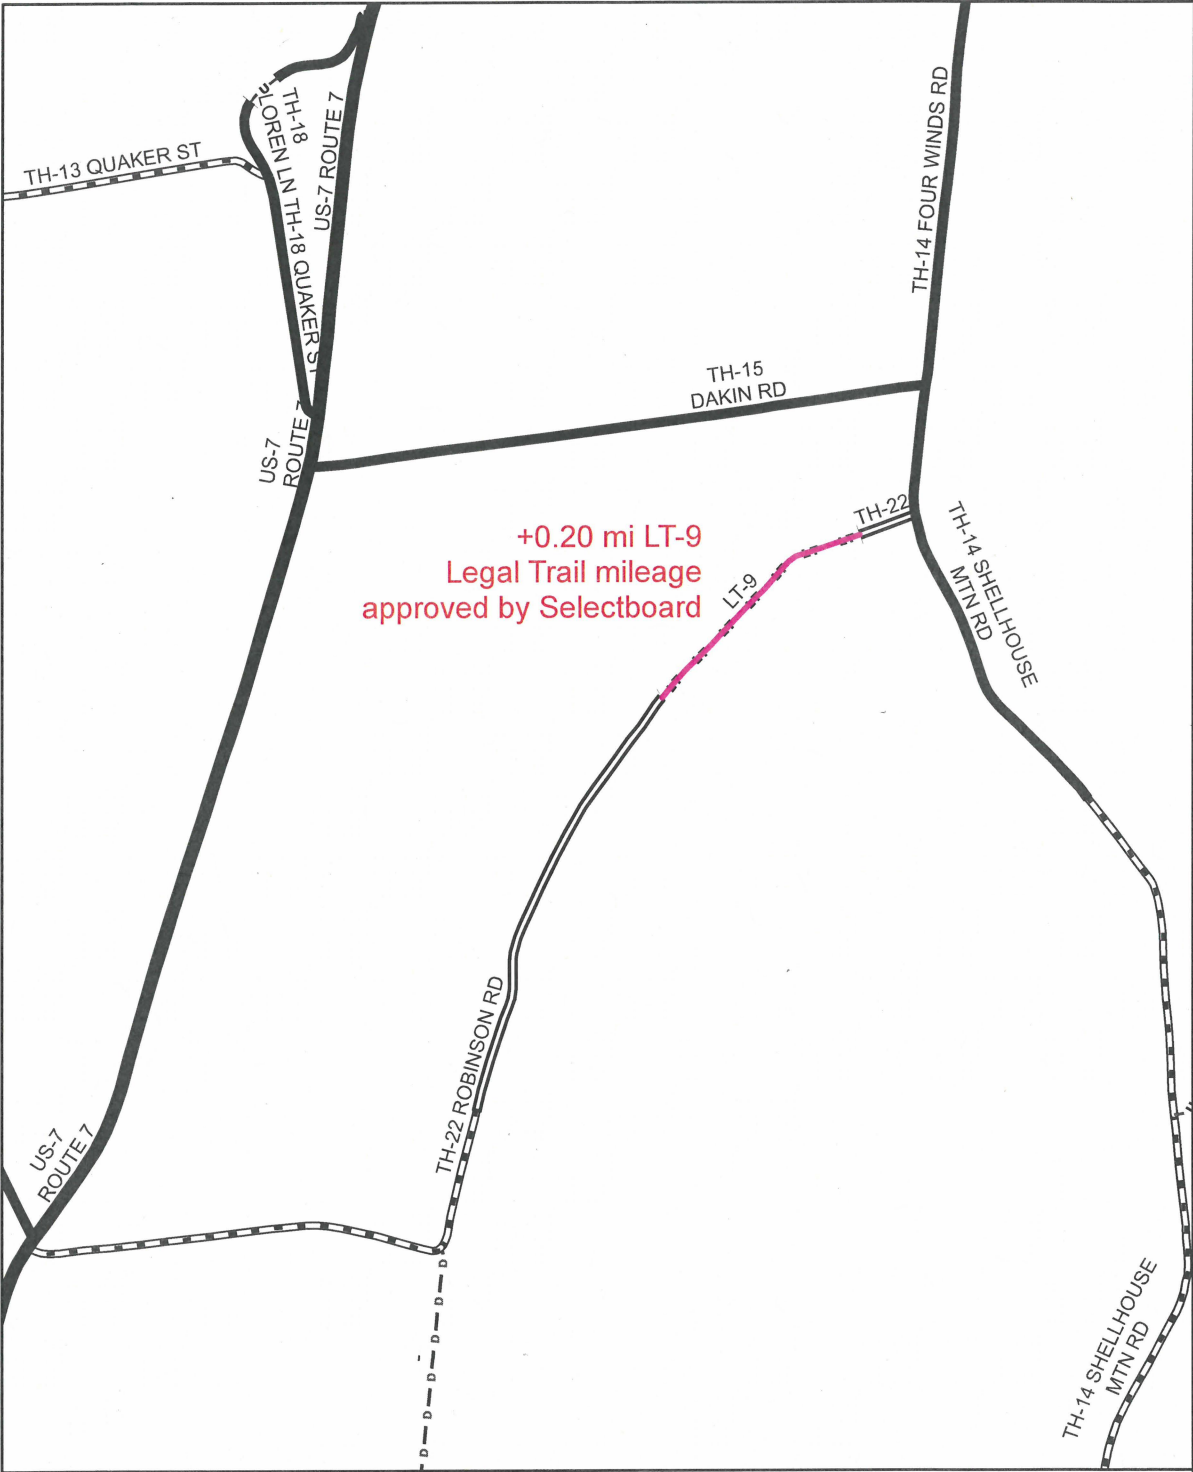 TH-18
LOREN LN
TH-18 QUAKER ST
US-7 ROUTE 7
TH-13 QUAKER ST
TH-14 FOUR WINDS RD
TH-15
DAKIN RD
US-7
ROUTE 7
+0.20 mi LT-9
Legal Trail mileage
approved by Selectboard
TH-22
LT-9
TH-14 SHELLHOUSE
MTN RD
TH-22 ROBINSON RD
US-7
ROUTE 7
TH-14 SHELLHOUSE
MTN RD
D
D
D
D
D
D